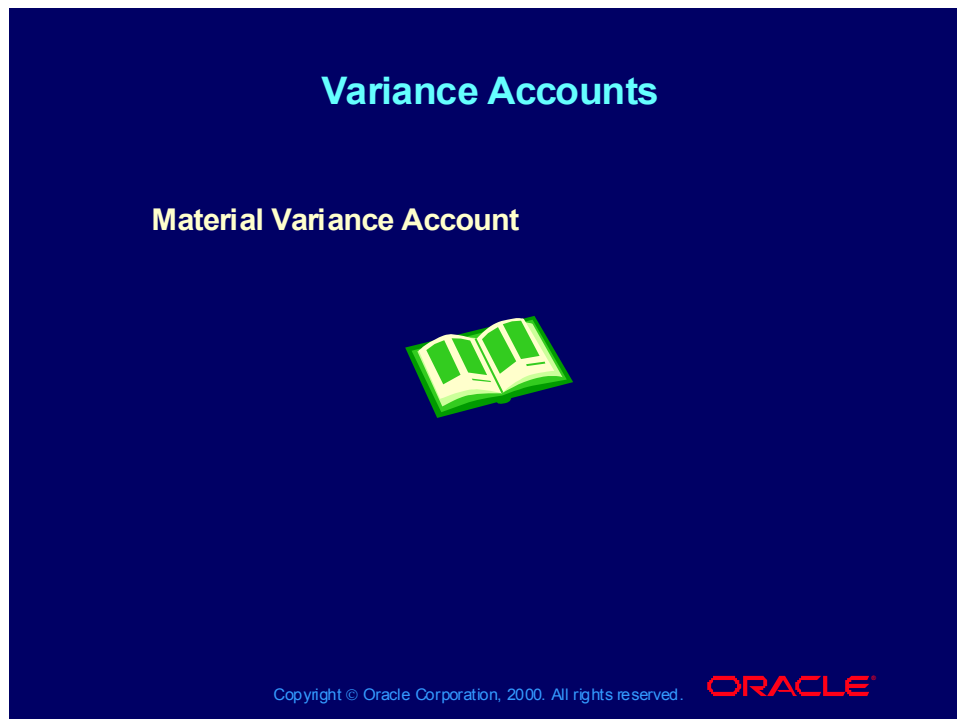 Variance Accounts
Material Variance Account
Copyright © Oracle Corporation, 2000. All rights reserved.
ORACLE®